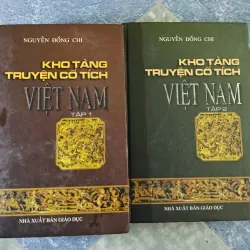 NGUYỄN ĐỔNG CHI
KHO TÀNG
TRUYỆN CỔ TÍCH
VIỆT NAM
TẬP 1
NHÀ XUẤT BẢN GIÁO DỤC
NGUYỄN ĐỔNG CHI
KHO TÀNG
TRUYỆN CỔ TÍCH
VIỆT NAM
TẬP 2
NHÀ XUẤT BẢN GIÁO DỤC